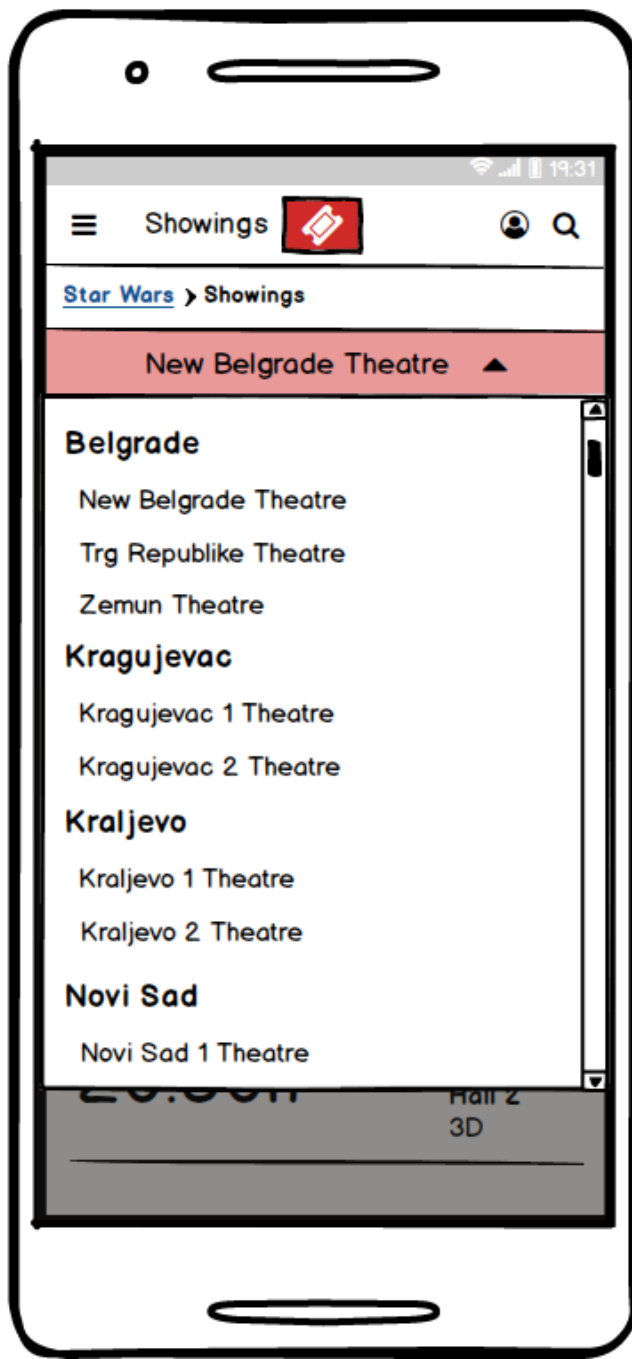 19:31
Showings
Star Wars > Showings
New Belgrade Theatre
Belgrade
New Belgrade Theatre
Trg Republike Theatre
Zemun Theatre
Kragujevac
Kragujevac 1 Theatre
Kragujevac 2 Theatre
Kraljevo
Kraljevo 1 Theatre
Kraljevo 2 Theatre
Novi Sad
Novi Sad 1 Theatre
Hall 2
3D